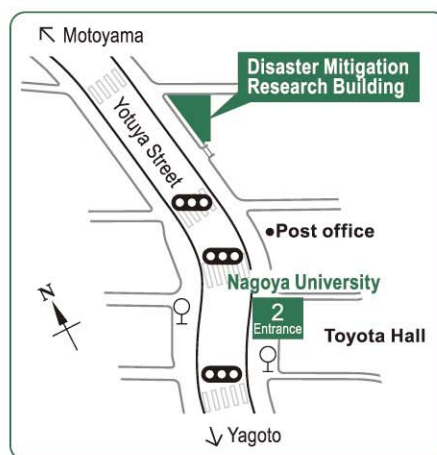 Motoyama
Disaster Mitigation
Research Building
Yotuya Street
Post office
Nagoya University
2
Entrance
Toyota Hall
N
Yagoto